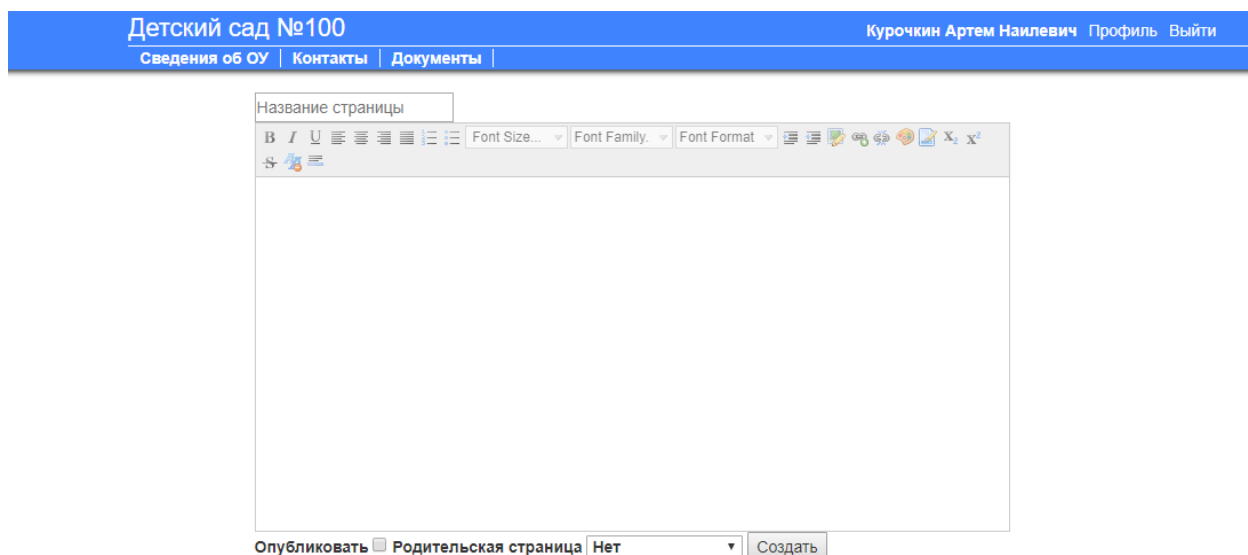 Детский сад №100
Курочкин Артем Наилевич Профиль Выйти
Сведения об ОУ Контакты Документы
Название страницы
B I U Font Size... Font Family. Font Format X₂ X²
S
Опубликовать Родительская страница Нет Создать